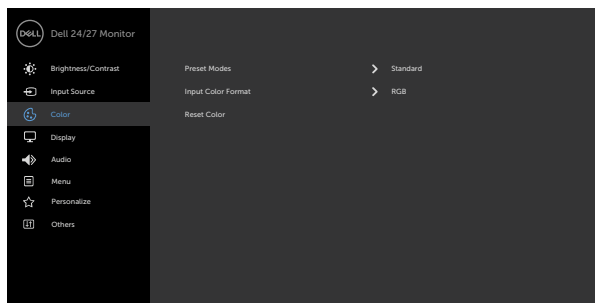 DELL Dell 24/27 Monitor
Brightness/Contrast Preset Modes Standard
Input Source Input Color Format RGB
Color Reset Color
Display
Audio
Menu
Personalize
Others